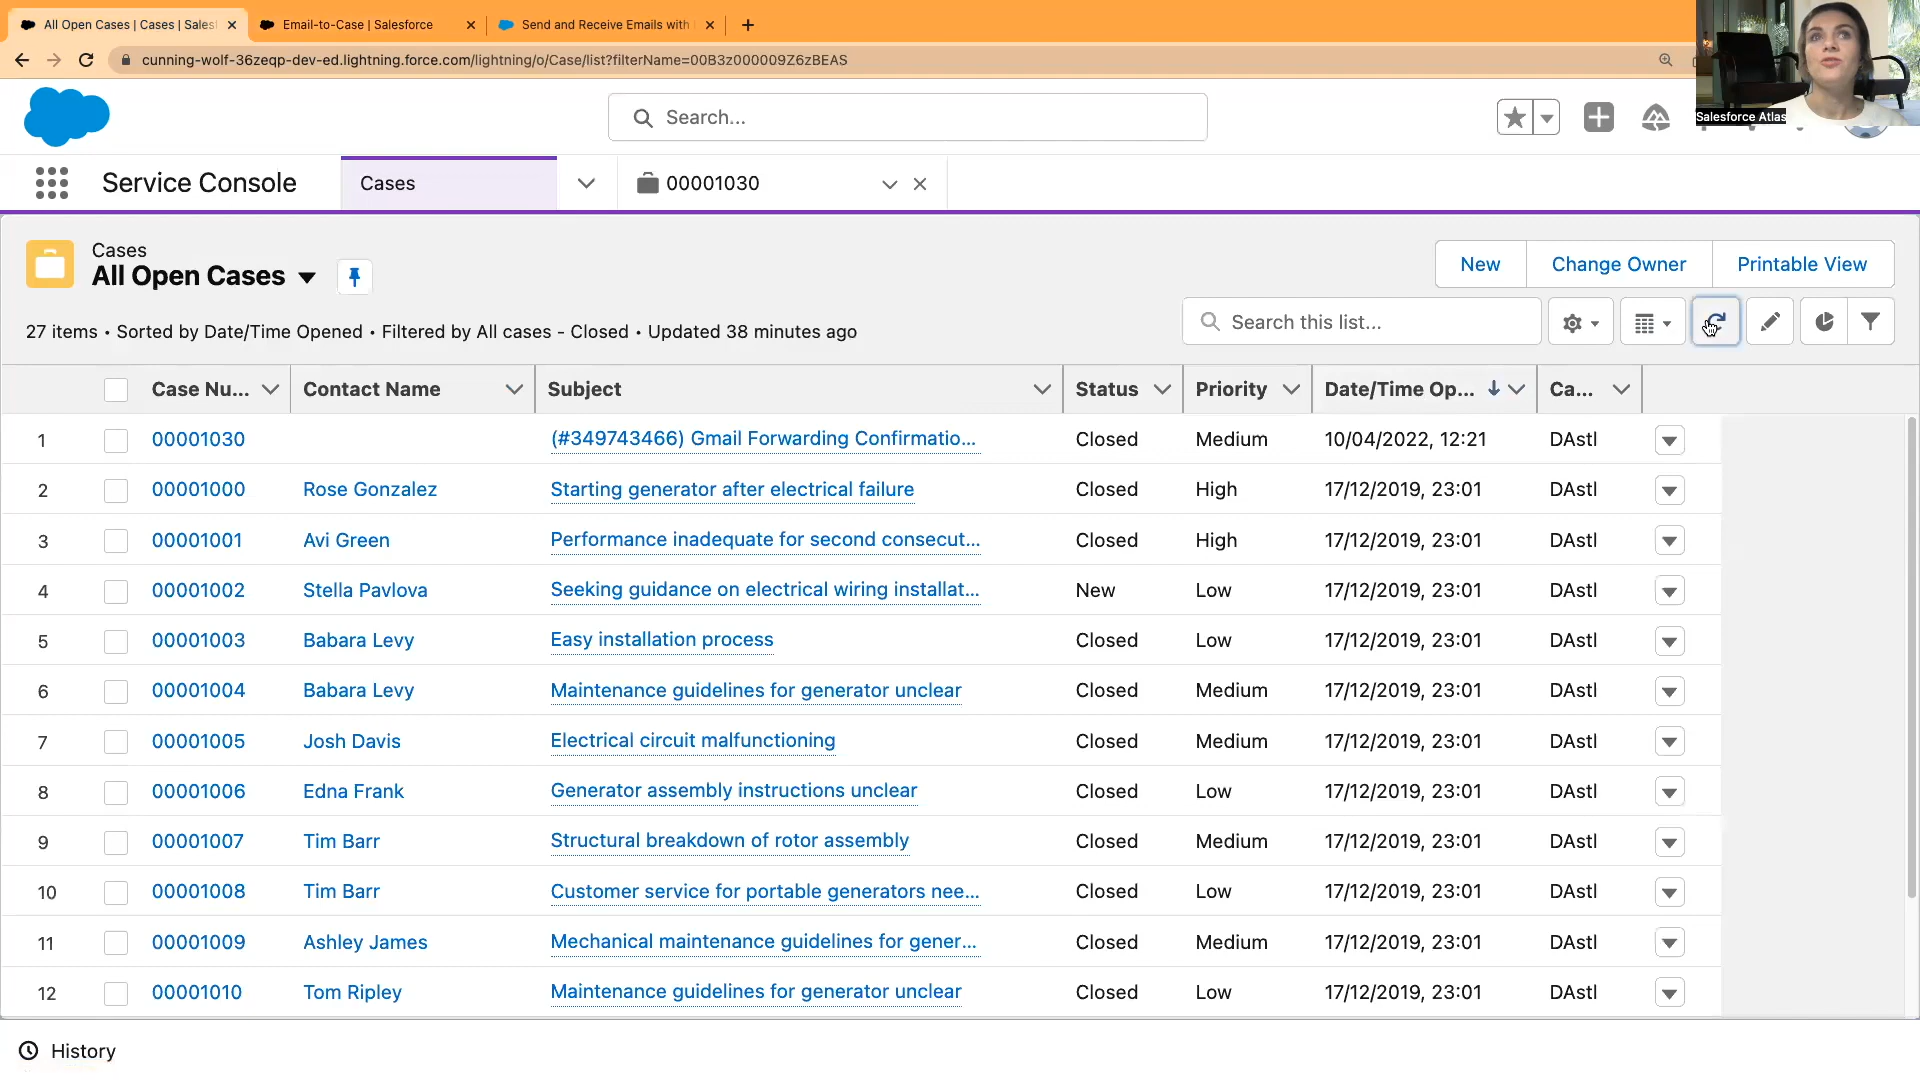 All Open Cases | Cases | Sales
Email-to-Case | Salesforce
Send and Receive Emails with
cunning-wolf-36zeqp-dev-ed.lightning.force.com/lightning/o/Case/list?filterName=00B3z000009Z6zBEAS
Salesforce Atlas
Search...
Service Console
Cases
00001030
Cases
All Open Cases
New
Change Owner
Printable View
27 items • Sorted by Date/Time Opened • Filtered by All cases - Closed • Updated 38 minutes ago
Search this list...
Case Nu... Contact Name Subject Status Priority Date/Time Op... Ca...
1 00001030 (#349743466) Gmail Forwarding Confirmatio... Closed Medium 10/04/2022, 12:21 DAstl
2 00001000 Rose Gonzalez Starting generator after electrical failure Closed High 17/12/2019, 23:01 DAstl
3 00001001 Avi Green Performance inadequate for second consecut... Closed High 17/12/2019, 23:01 DAstl
4 00001002 Stella Pavlova Seeking guidance on electrical wiring installat... New Low 17/12/2019, 23:01 DAstl
5 00001003 Babara Levy Easy installation process Closed Low 17/12/2019, 23:01 DAstl
6 00001004 Babara Levy Maintenance guidelines for generator unclear Closed Medium 17/12/2019, 23:01 DAstl
7 00001005 Josh Davis Electrical circuit malfunctioning Closed Medium 17/12/2019, 23:01 DAstl
8 00001006 Edna Frank Generator assembly instructions unclear Closed Low 17/12/2019, 23:01 DAstl
9 00001007 Tim Barr Structural breakdown of rotor assembly Closed Medium 17/12/2019, 23:01 DAstl
10 00001008 Tim Barr Customer service for portable generators nee... Closed Low 17/12/2019, 23:01 DAstl
11 00001009 Ashley James Mechanical maintenance guidelines for gener... Closed Medium 17/12/2019, 23:01 DAstl
12 00001010 Tom Ripley Maintenance guidelines for generator unclear Closed Low 17/12/2019, 23:01 DAstl
History